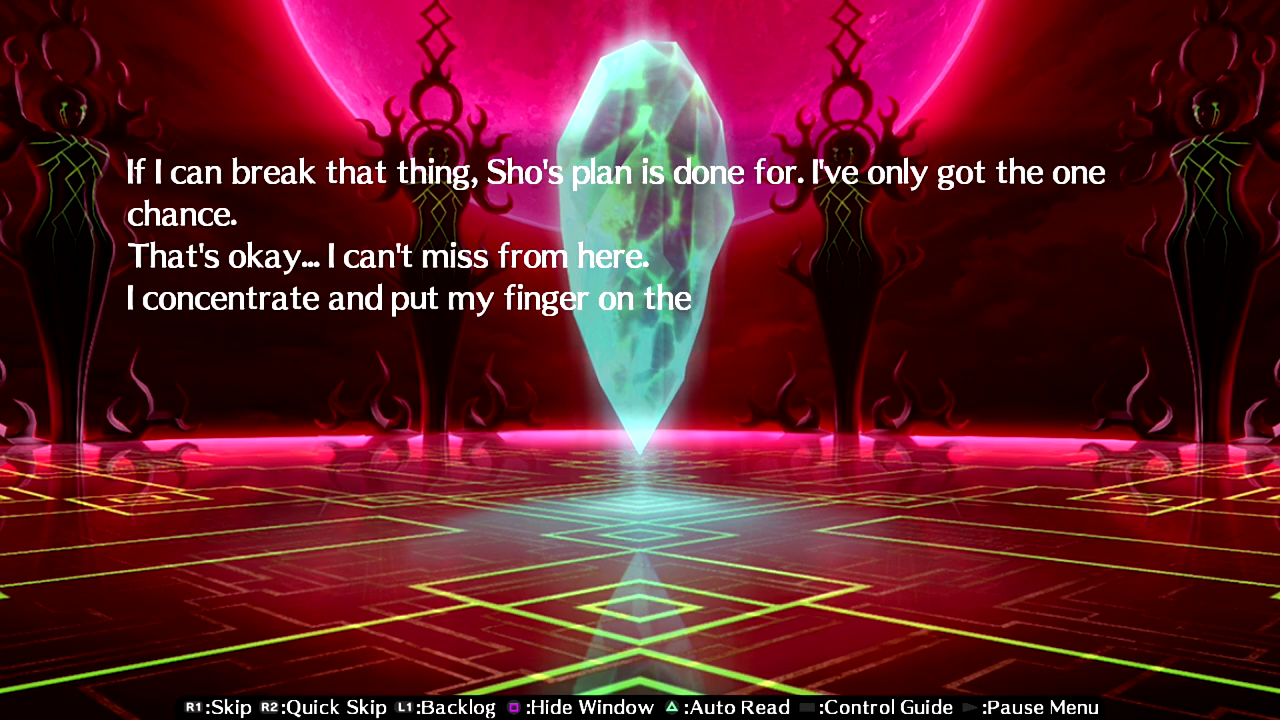 If I can break that thing, Sho's plan is done for. I've only got the one
chance.
That's okay... I can't miss from here.
I concentrate and put my finger on the
R1:Skip R2:Quick Skip L1:Backlog :Hide Window :Auto Read :Control Guide :Pause Menu